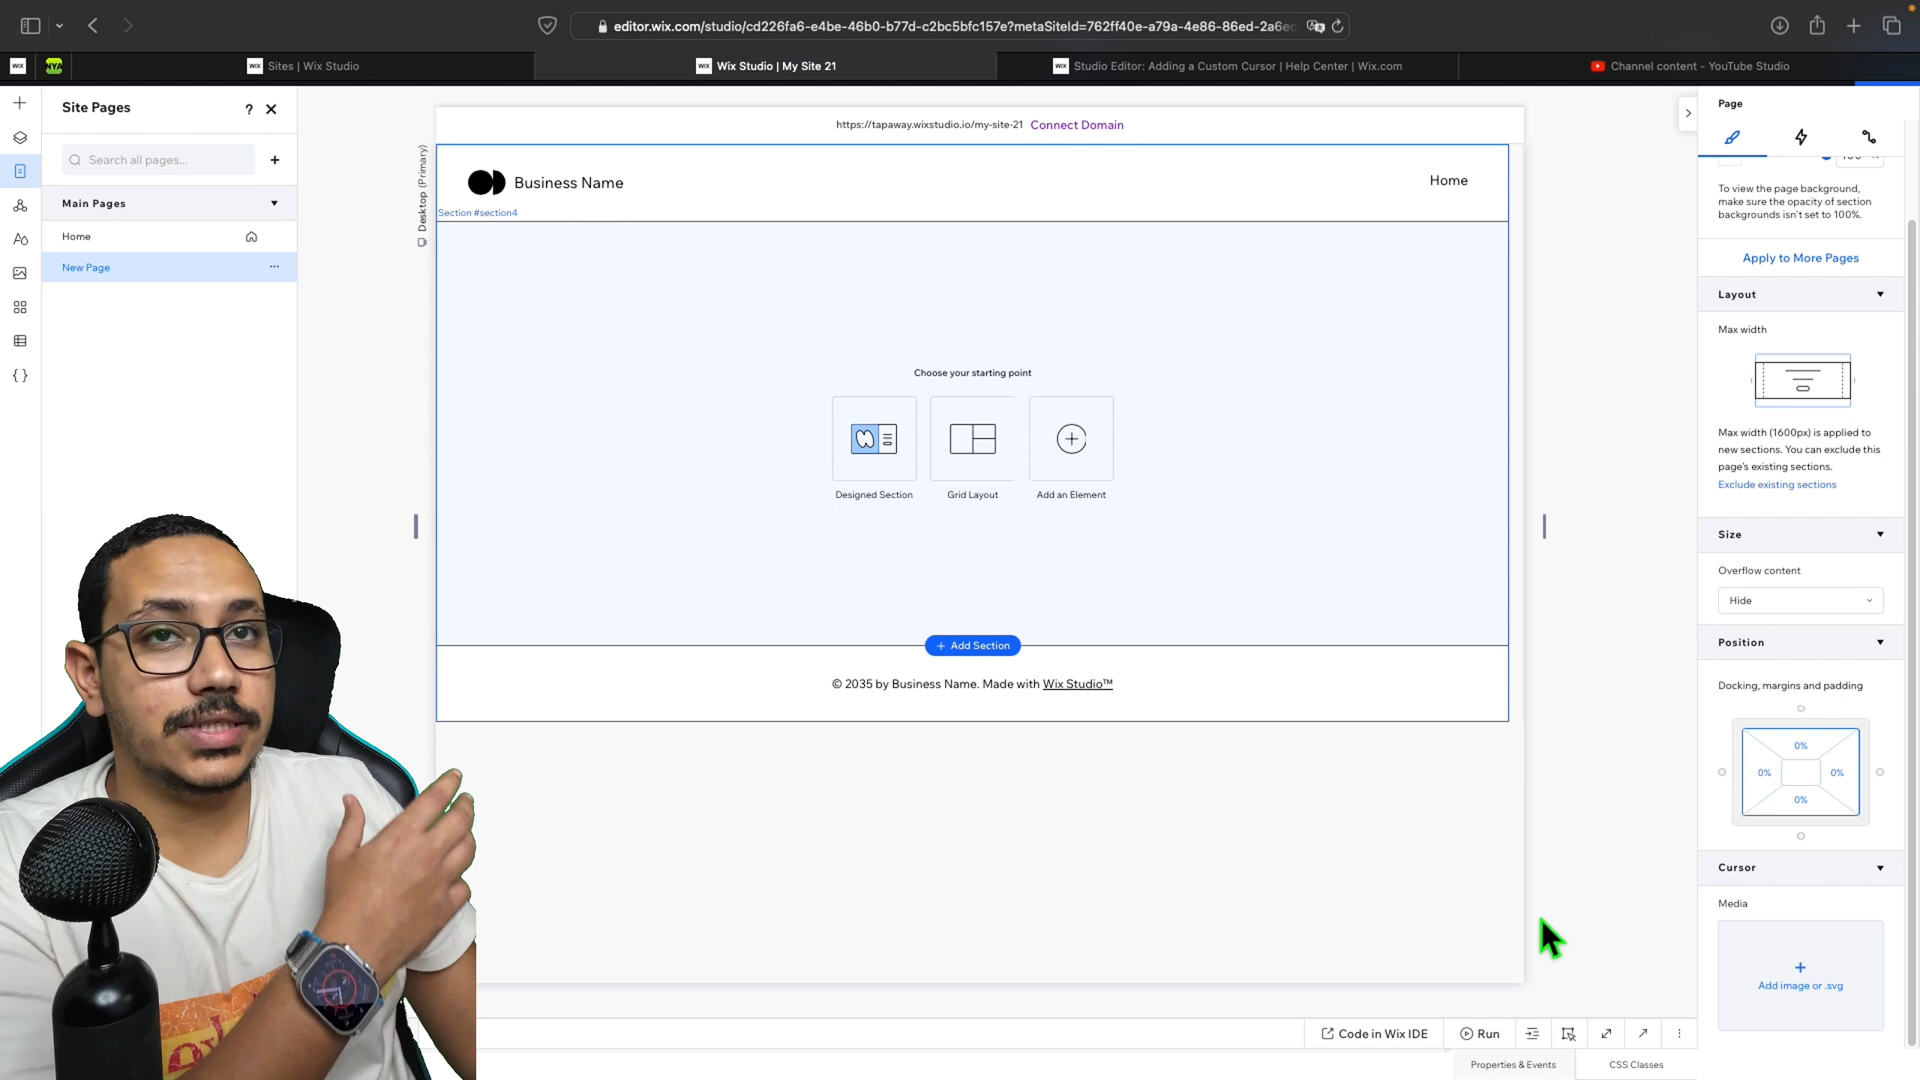 editor.wix.com/studio/cd226fa6-e4be-46b0-b77d-c2bc5bfc157e?metaSiteId=762ff40e-a79a-4e86-86ed-2a6e
WIX
NYA
WIX Sites | Wix Studio
WIX Wix Studio | My Site 21
WIX Studio Editor: Adding a Custom Cursor | Help Center | Wix.com
Channel content - YouTube Studio
Site Pages
?
Search all pages...
Main Pages
Home
New Page
https://tapaway.wixstudio.io/my-site-21 Connect Domain
Desktop (Primary)
Business Name
Home
Section #section4
Choose your starting point
Designed Section
Grid Layout
Add an Element
+ Add Section
© 2035 by Business Name. Made with Wix Studio™
Page
To view the page background,
make sure the opacity of section
backgrounds isn't set to 100%.
Apply to More Pages
Layout
Max width
Max width (1600px) is applied to
new sections. You can exclude this
page's existing sections.
Exclude existing sections
Size
Overflow content
Hide
Position
Docking, margins and padding
0%
0% 0%
0%
Cursor
Media
+
Add image or .svg
Code in Wix IDE
Run
Properties & Events
CSS Classes